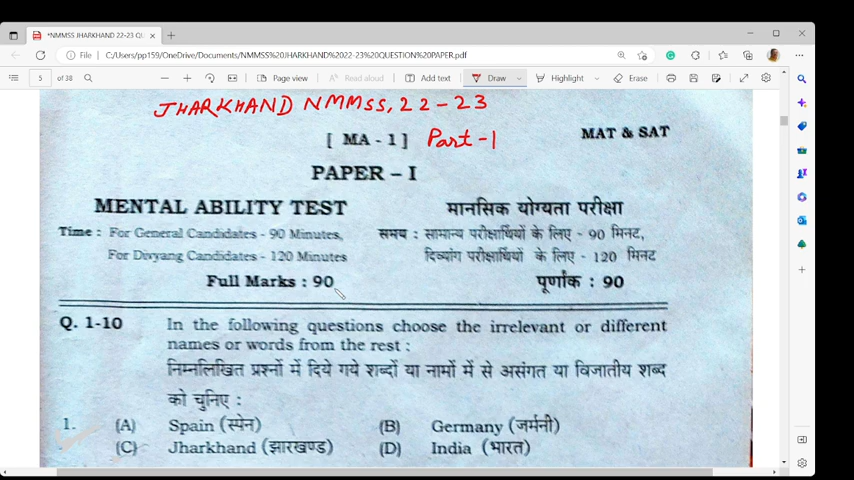 *NMMSS JHARKHAND 22-23 QU
File C:/Users/pp159/OneDrive/Documents/NMMSS%20JHARKHAND%2022-23%20QUESTION%20PAPER.pdf
5 of 38 Page view Read aloud Add text Draw Highlight Erase
JHARKHAND NMMSS, 22-23
[ MA - 1 ] Part-1 MAT & SAT
PAPER – I
MENTAL ABILITY TEST मानसिक योग्यता परीक्षा
Time : For General Candidates - 90 Minutes, समय : सामान्य परीक्षार्थियों के लिए - 90 मिनट,
For Divyang Candidates - 120 Minutes दिव्यांग परीक्षार्थियों के लिए - 120 मिनट
Full Marks : 90 पूर्णांक : 90
Q. 1-10 In the following questions choose the irrelevant or different
names or words from the rest :
निम्नलिखित प्रश्नों में दिये गये शब्दों या नामों में से असंगत या विजातीय शब्द
को चुनिए :
1. (A) Spain (स्पेन) (B) Germany (जर्मनी)
(C) Jharkhand (झारखण्ड) (D) India (भारत)